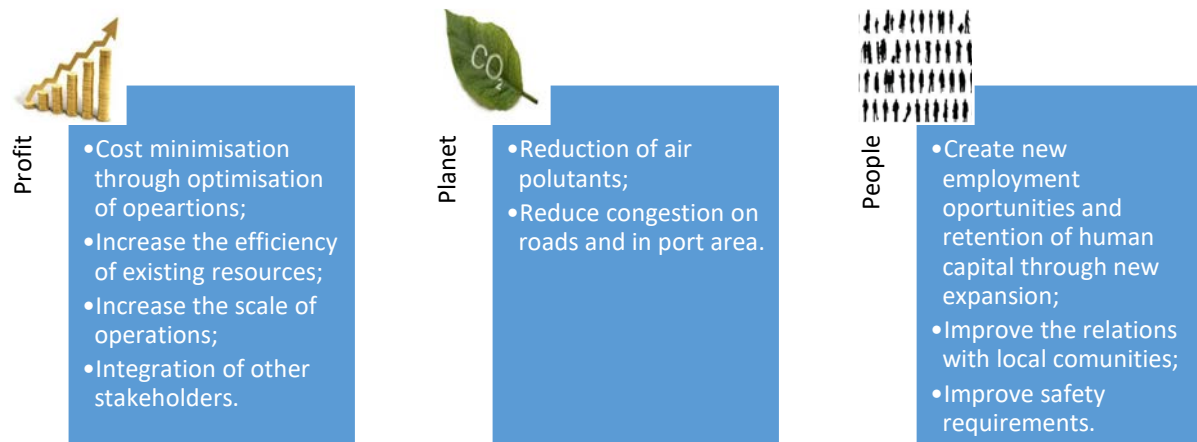 Profit
•Cost minimisation
through optimisation
of opeartions;
•Increase the efficiency
of existing resources;
•Increase the scale of
operations;
•Integration of other
stakeholders.
CO2
Planet
•Reduction of air
polutants;
•Reduce congestion on
roads and in port area.
People
•Create new
employment
oportunities and
retention of human
capital through new
expansion;
•Improve the relations
with local comunities;
•Improve safety
requirements.